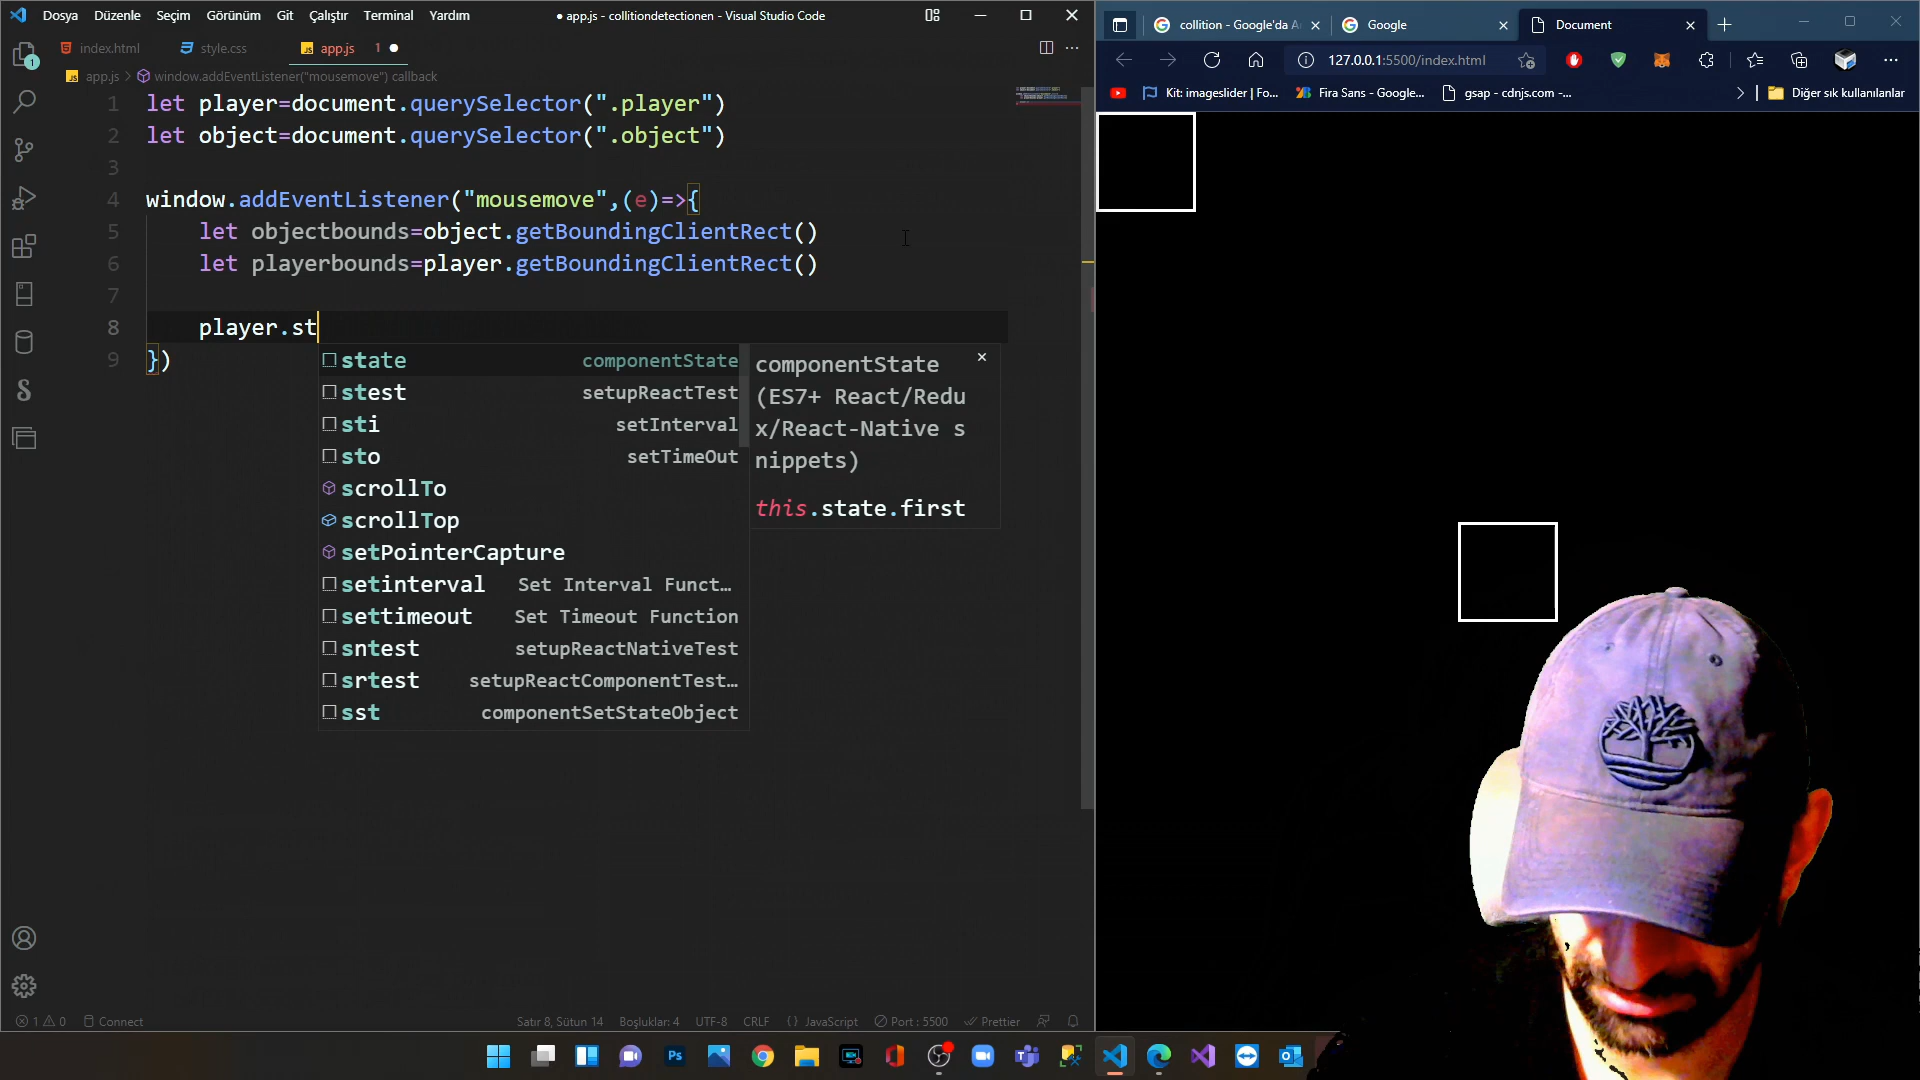 Dosya Düzenle Seçim Görünüm Git Çalıştır Terminal Yardım
● app.js - collitiondetectionen - Visual Studio Code
index.html style.css app.js 1
app.js > window.addEventListener("mousemove") callback
1 let player=document.querySelector(".player")
2 let object=document.querySelector(".object")
3
4 window.addEventListener("mousemove",(e)=>{
5 let objectbounds=object.getBoundingClientRect()
6 let playerbounds=player.getBoundingClientRect()
7
8 player.st
9 })
state componentState
stest setupReactTest
sti setInterval
sto setTimeOut
scrollTo
scrollTop
setPointerCapture
setinterval Set Interval Funct…
settimeout Set Timeout Function
sntest setupReactNativeTest
srtest setupReactComponentTest…
sst componentSetStateObject
componentState
(ES7+ React/Redu
x/React-Native s
nippets)
this.state.first
1
1 0 Connect
Satır 8, Sütun 14 Boşluklar: 4 UTF-8 CRLF {} JavaScript Port : 5500 Prettier
collition - Google'da A
Google
Document
127.0.0.1:5500/index.html
Kit: imageslider | Fo...
Fira Sans - Google...
gsap - cdnjs.com -...
Diğer sık kullanılanlar
Ps